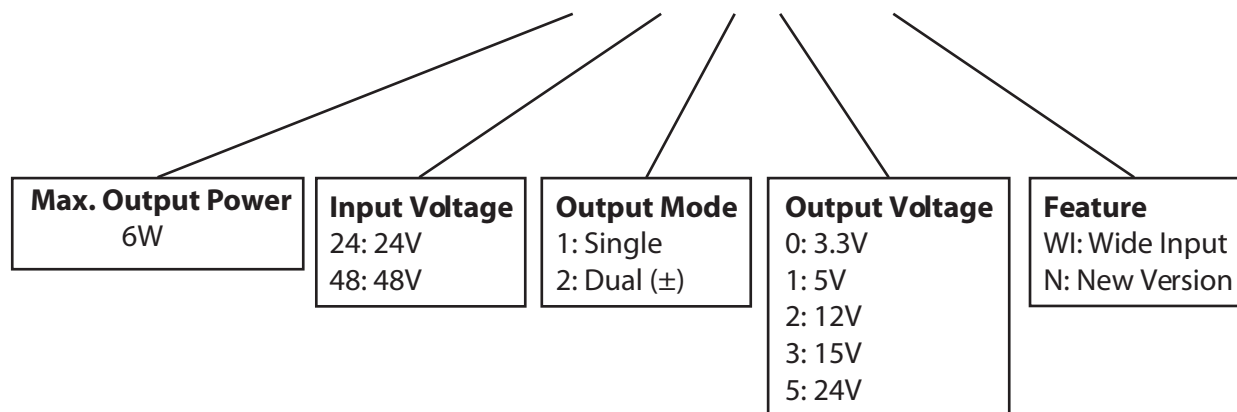 Max. Output Power
6W
Input Voltage
24: 24V
48: 48V
Output Mode
1: Single
2: Dual (±)
Output Voltage
0: 3.3V
1: 5V
2: 12V
3: 15V
5: 24V
Feature
WI: Wide Input
N: New Version